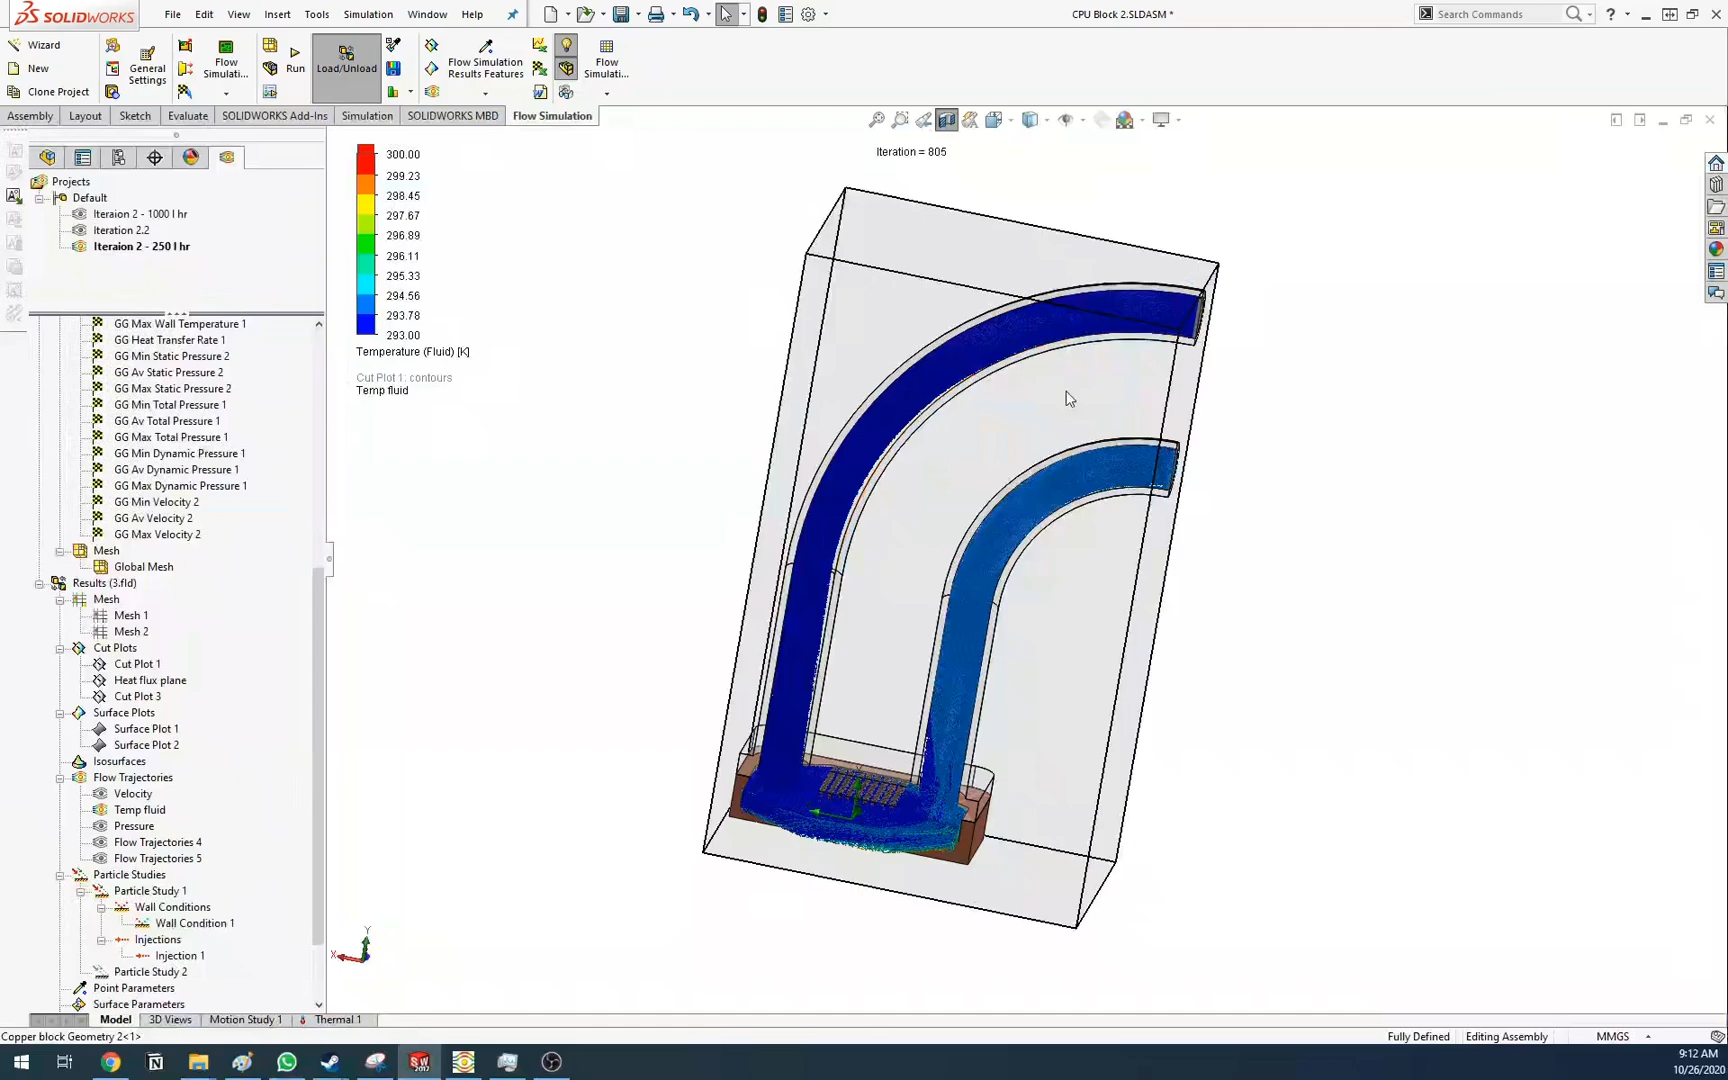 SOLIDWORKS
File Edit View Insert Tools Simulation Window Help
CPU Block 2.SLDASM *
Search Commands
Wizard
New
Clone Project
General Settings
Flow Simulati...
Run
Load/Unload
Flow Simulation Results Features
Flow Simulati...
Assembly Layout Sketch Evaluate SOLIDWORKS Add-Ins Simulation SOLIDWORKS MBD Flow Simulation
Projects
Default
Iteraion 2 - 1000 l hr
Iteration 2.2
Iteraion 2 - 250 l hr
GG Max Wall Temperature 1
GG Heat Transfer Rate 1
GG Min Static Pressure 2
GG Av Static Pressure 2
GG Max Static Pressure 2
GG Min Total Pressure 1
GG Av Total Pressure 1
GG Max Total Pressure 1
GG Min Dynamic Pressure 1
GG Av Dynamic Pressure 1
GG Max Dynamic Pressure 1
GG Min Velocity 2
GG Av Velocity 2
GG Max Velocity 2
Mesh
Global Mesh
Results (3.fld)
Mesh
Mesh 1
Mesh 2
Cut Plots
Cut Plot 1
Heat flux plane
Cut Plot 3
Surface Plots
Surface Plot 1
Surface Plot 2
Isosurfaces
Flow Trajectories
Velocity
Temp fluid
Pressure
Flow Trajectories 4
Flow Trajectories 5
Particle Studies
Particle Study 1
Wall Conditions
Wall Condition 1
Injections
Injection 1
Particle Study 2
Point Parameters
Surface Parameters
300.00
299.23
298.45
297.67
296.89
296.11
295.33
294.56
293.78
293.00
Temperature (Fluid) [K]
Cut Plot 1: contours
Temp fluid
Iteration = 805
Y
X
Model 3D Views Motion Study 1 Thermal 1
Copper block Geometry 2<1>
Fully Defined Editing Assembly MMGS
9:12 AM
10/26/2020